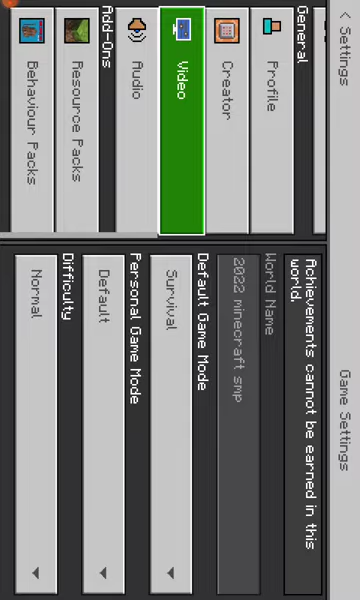 < Settings
Game Settings
General
Profile
Creator
Video
Audio
Add-Ons
Resource Packs
Behaviour Packs
Achievements cannot be earned in this
world.
World Name
2022 minecraft smp
Default Game Mode
Survival
Personal Game Mode
Default
Difficulty
Normal